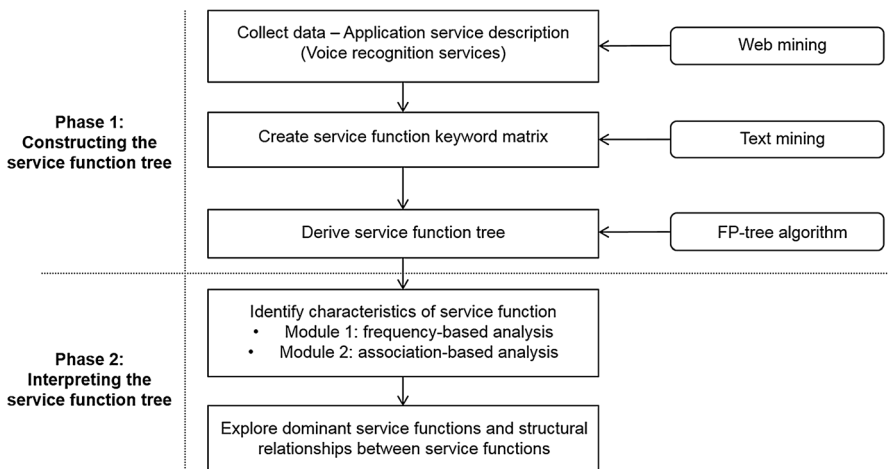 Collect data – Application service description
(Voice recognition services)
Web mining
Phase 1:
Constructing the
service function tree
Create service function keyword matrix
Text mining
Derive service function tree
FP-tree algorithm
Phase 2:
Interpreting the
service function tree
Identify characteristics of service function
• Module 1: frequency-based analysis
• Module 2: association-based analysis
Explore dominant service functions and structural
relationships between service functions